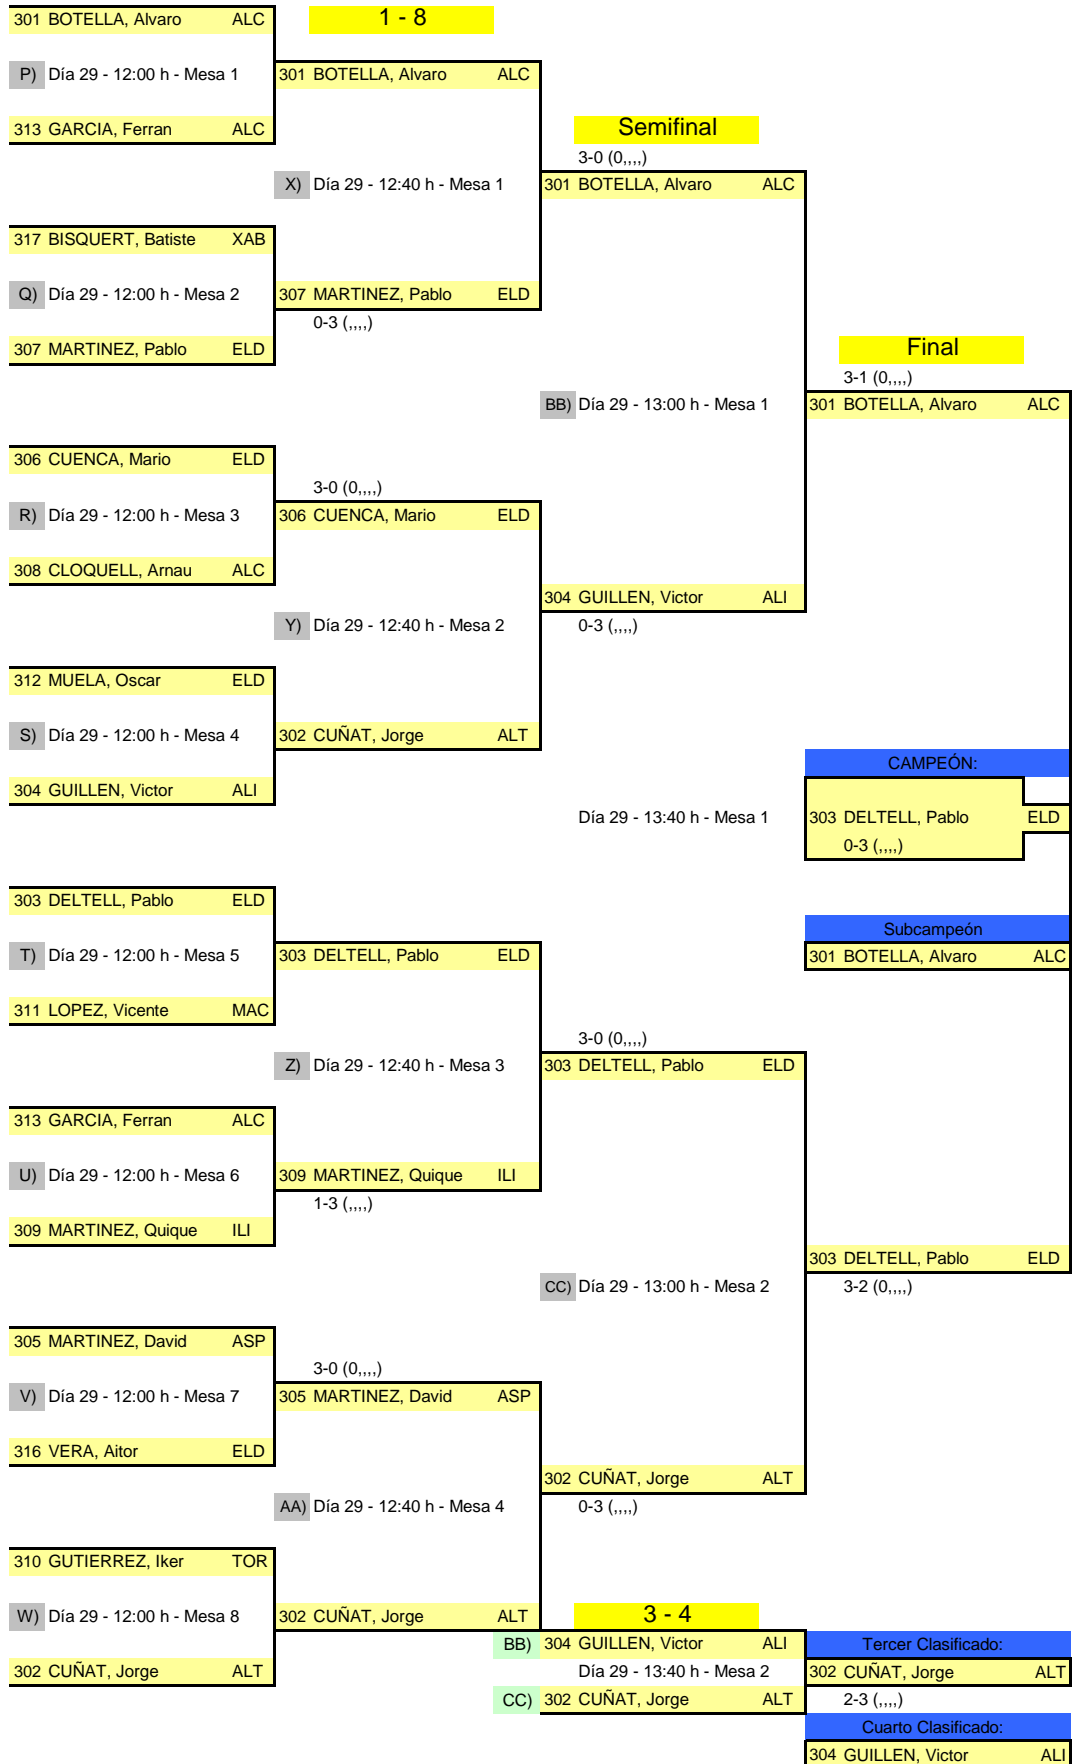 301 BOTELLA, Alvaro ALC
1 - 8
P) Día 29 - 12:00 h - Mesa 1
301 BOTELLA, Alvaro ALC
313 GARCIA, Ferran ALC
Semifinal
3-0 (0,,,,)
X) Día 29 - 12:40 h - Mesa 1
301 BOTELLA, Alvaro ALC
317 BISQUERT, Batiste XAB
Q) Día 29 - 12:00 h - Mesa 2
307 MARTINEZ, Pablo ELD
0-3 (,,,,)
307 MARTINEZ, Pablo ELD
Final
3-1 (0,,,,)
BB) Día 29 - 13:00 h - Mesa 1
301 BOTELLA, Alvaro ALC
306 CUENCA, Mario ELD
3-0 (0,,,,)
R) Día 29 - 12:00 h - Mesa 3
306 CUENCA, Mario ELD
308 CLOQUELL, Arnau ALC
304 GUILLEN, Victor ALI
Y) Día 29 - 12:40 h - Mesa 2
0-3 (,,,,)
312 MUELA, Oscar ELD
S) Día 29 - 12:00 h - Mesa 4
302 CUÑAT, Jorge ALT
CAMPEÓN:
304 GUILLEN, Victor ALI
Día 29 - 13:40 h - Mesa 1
303 DELTELL, Pablo ELD
0-3 (,,,,)
303 DELTELL, Pablo ELD
Subcampeón
T) Día 29 - 12:00 h - Mesa 5
303 DELTELL, Pablo ELD
301 BOTELLA, Alvaro ALC
311 LOPEZ, Vicente MAC
3-0 (0,,,,)
Z) Día 29 - 12:40 h - Mesa 3
303 DELTELL, Pablo ELD
313 GARCIA, Ferran ALC
U) Día 29 - 12:00 h - Mesa 6
309 MARTINEZ, Quique ILI
1-3 (,,,,)
309 MARTINEZ, Quique ILI
303 DELTELL, Pablo ELD
CC) Día 29 - 13:00 h - Mesa 2
3-2 (0,,,,)
305 MARTINEZ, David ASP
3-0 (0,,,,)
V) Día 29 - 12:00 h - Mesa 7
305 MARTINEZ, David ASP
316 VERA, Aitor ELD
302 CUÑAT, Jorge ALT
AA) Día 29 - 12:40 h - Mesa 4
0-3 (,,,,)
310 GUTIERREZ, Iker TOR
W) Día 29 - 12:00 h - Mesa 8
302 CUÑAT, Jorge ALT
3 - 4
BB) 304 GUILLEN, Victor ALI
Tercer Clasificado:
302 CUÑAT, Jorge ALT
Día 29 - 13:40 h - Mesa 2
302 CUÑAT, Jorge ALT
CC) 302 CUÑAT, Jorge ALT
2-3 (,,,,)
Cuarto Clasificado:
304 GUILLEN, Victor ALI